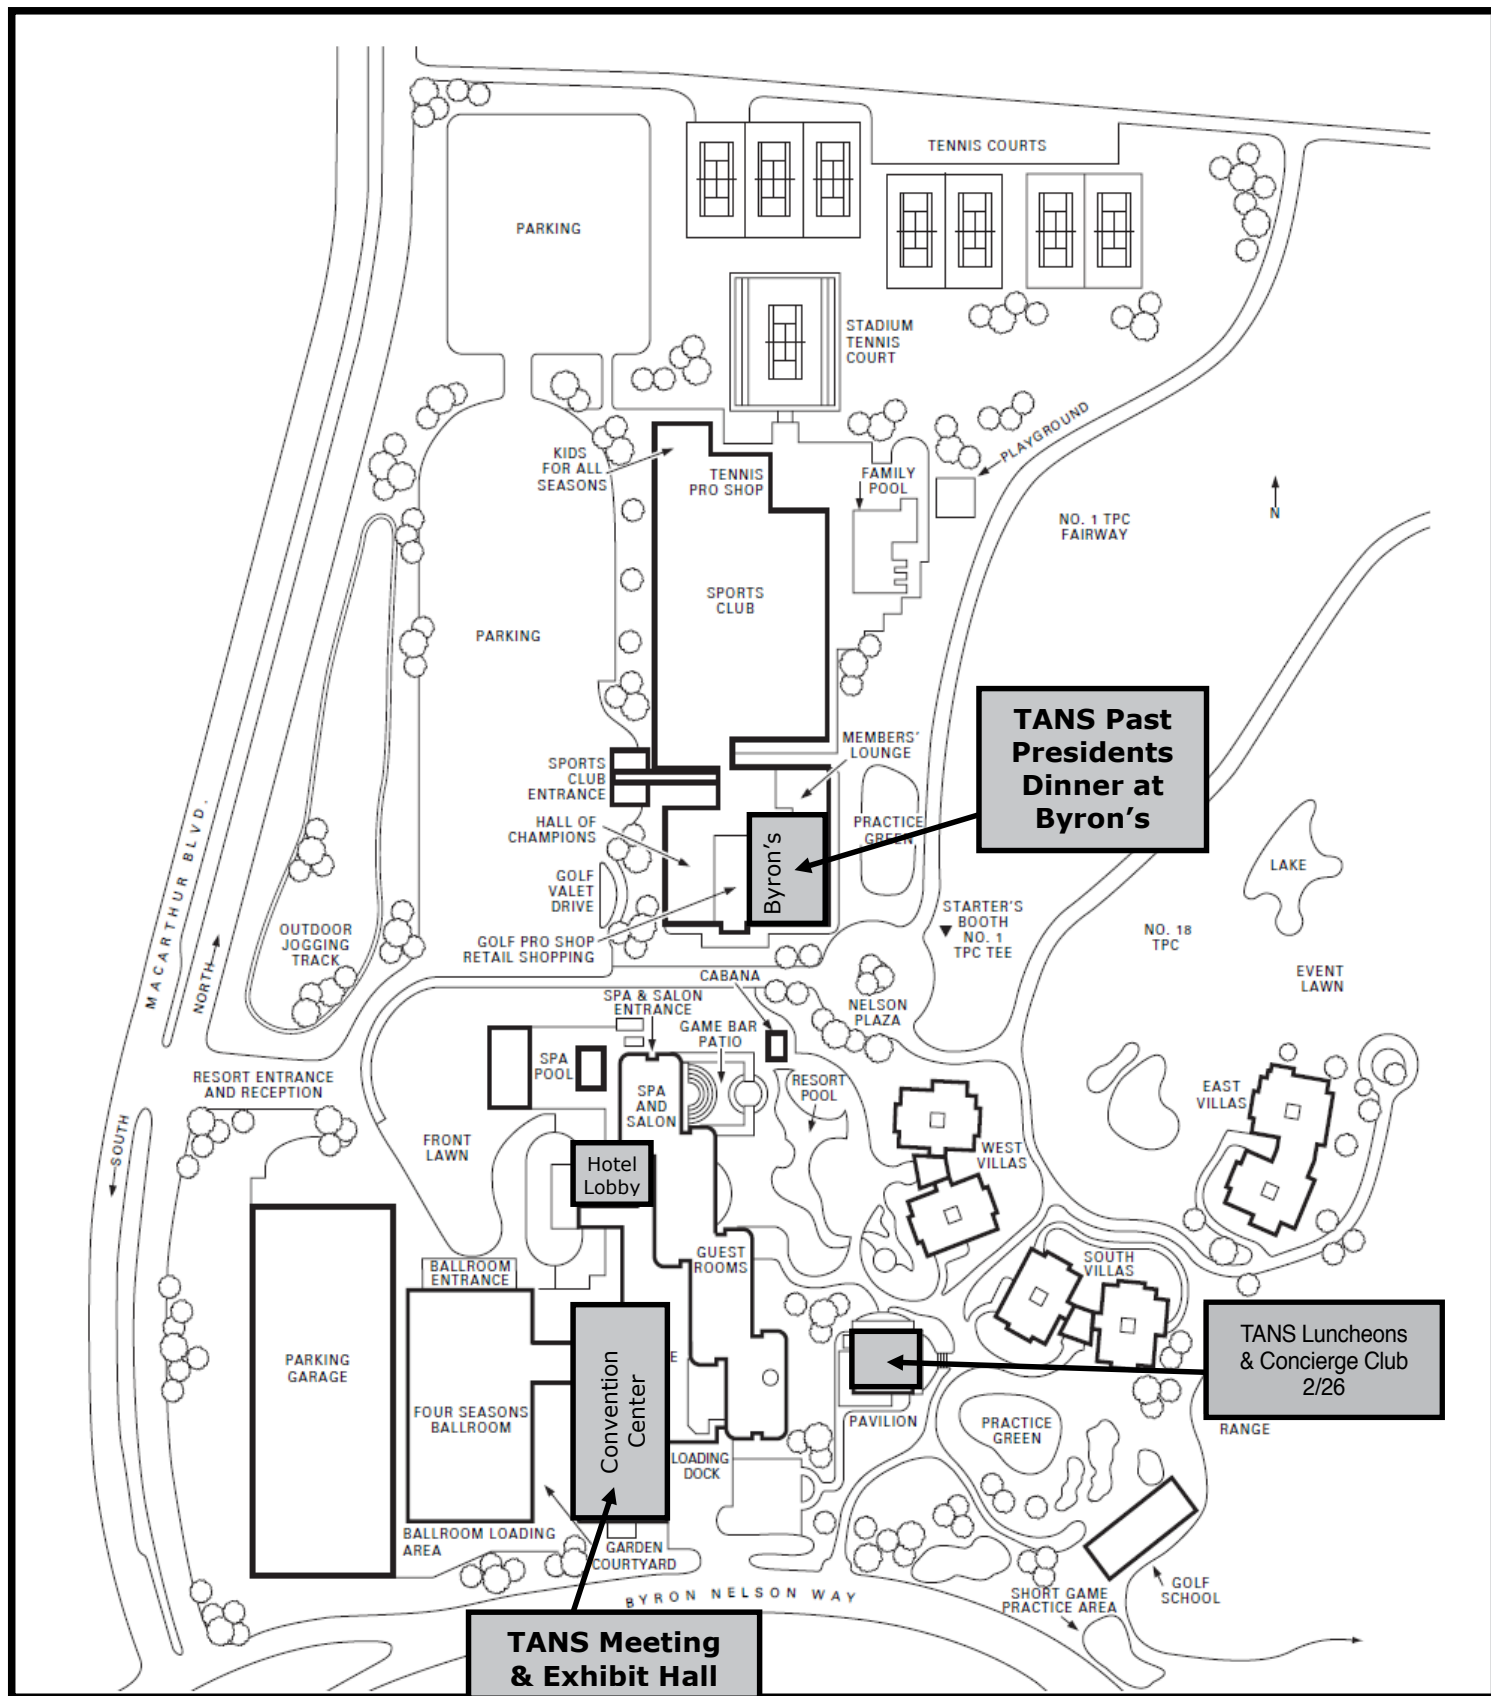 TENNIS COURTS
PARKING
STADIUM
TENNIS
COURT
PLAYGROUND
KIDS
FOR ALL
SEASONS
TENNIS
PRO SHOP
FAMILY
POOL
N
NO. 1 TPC
FAIRWAY
SPORTS
CLUB
PARKING
TANS Past
Presidents
Dinner at
Byron's
MEMBERS'
LOUNGE
SPORTS
CLUB
ENTRANCE
HALL OF
CHAMPIONS
PRACTICE
GREEN
Byron's
LAKE
MACARTHUR BLVD.
GOLF
VALET
DRIVE
STARTER'S
BOOTH
NO. 1
TPC TEE
OUTDOOR
JOGGING
TRACK
GOLF PRO SHOP
RETAIL SHOPPING
NO. 18
TPC
EVENT
LAWN
NORTH
CABANA
SPA & SALON
ENTRANCE
NELSON
PLAZA
GAME BAR
PATIO
SPA
POOL
RESORT ENTRANCE
AND RECEPTION
RESORT
POOL
SPA
AND
SALON
EAST
VILLAS
SOUTH
FRONT
LAWN
WEST
VILLAS
Hotel
Lobby
GUEST
ROOMS
SOUTH
VILLAS
BALLROOM
ENTRANCE
TANS Luncheons
& Concierge Club
2/26
PARKING
GARAGE
E
FOUR SEASONS
BALLROOM
Convention
Center
PAVILION
PRACTICE
GREEN
RANGE
LOADING
DOCK
BALLROOM LOADING
AREA
GARDEN
COURTYARD
GOLF
SCHOOL
SHORT GAME
PRACTICE AREA
BYRON NELSON WAY
TANS Meeting
& Exhibit Hall